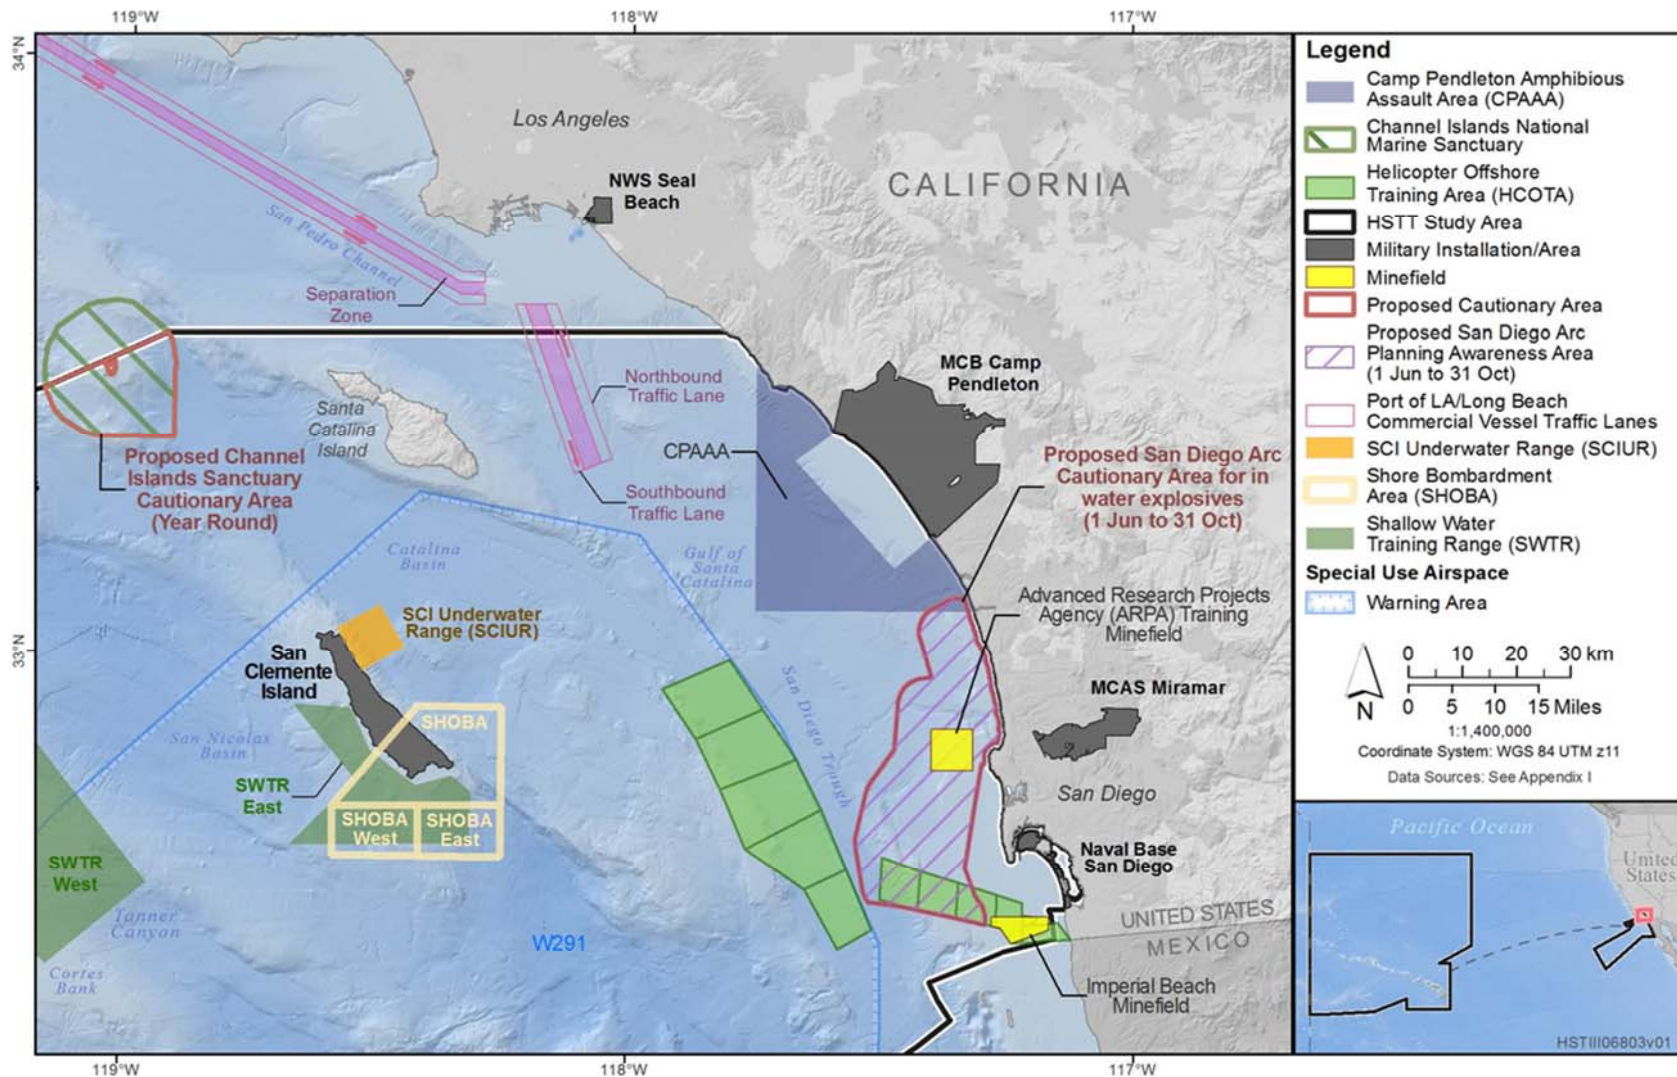 119°W
118°W
117°W
34°N
Los Angeles
CALIFORNIA
NWS Seal
Beach
San Pedro Channel
Separation
Zone
MCB Camp
Pendleton
Northbound
Traffic Lane
Santa
Catalina
Island
CPAAA
Proposed Channel
Islands Sanctuary
Cautionary Area
(Year Round)
Proposed San Diego Arc
Cautionary Area for in
water explosives
(1 Jun to 31 Oct)
Southbound
Traffic Lane
Catalina
Basin
Gulf of
Santa
Catalina
Advanced Research Projects
Agency (ARPA) Training
Minefield
SCI Underwater
Range (SCIUR)
33°N
San
Clemente
Island
MCAS Miramar
San Diego Trough
SHOBA
San Nicolas
Basin
SWTR
East
San Diego
SHOBA
West
SHOBA
East
Naval Base
San Diego
SWTR
West
Tanner
Canyon
UNITED STATES
MEXICO
W291
Cortes
Bank
Imperial Beach
Minefield
119°W
118°W
117°W
Legend
Camp Pendleton Amphibious
Assault Area (CPAAA)
Channel Islands National
Marine Sanctuary
Helicopter Offshore
Training Area (HCOTA)
HSTT Study Area
Military Installation/Area
Minefield
Proposed Cautionary Area
Proposed San Diego Arc
Planning Awareness Area
(1 Jun to 31 Oct)
Port of LA/Long Beach
Commercial Vessel Traffic Lanes
SCI Underwater Range (SCIUR)
Shore Bombardment
Area (SHOBA)
Shallow Water
Training Range (SWTR)
Special Use Airspace
Warning Area
N
0 10 20 30 km
0 5 10 15 Miles
1:1,400,000
Coordinate System: WGS 84 UTM z11
Data Sources: See Appendix I
Pacific Ocean
United
States
HSTIII06803v01